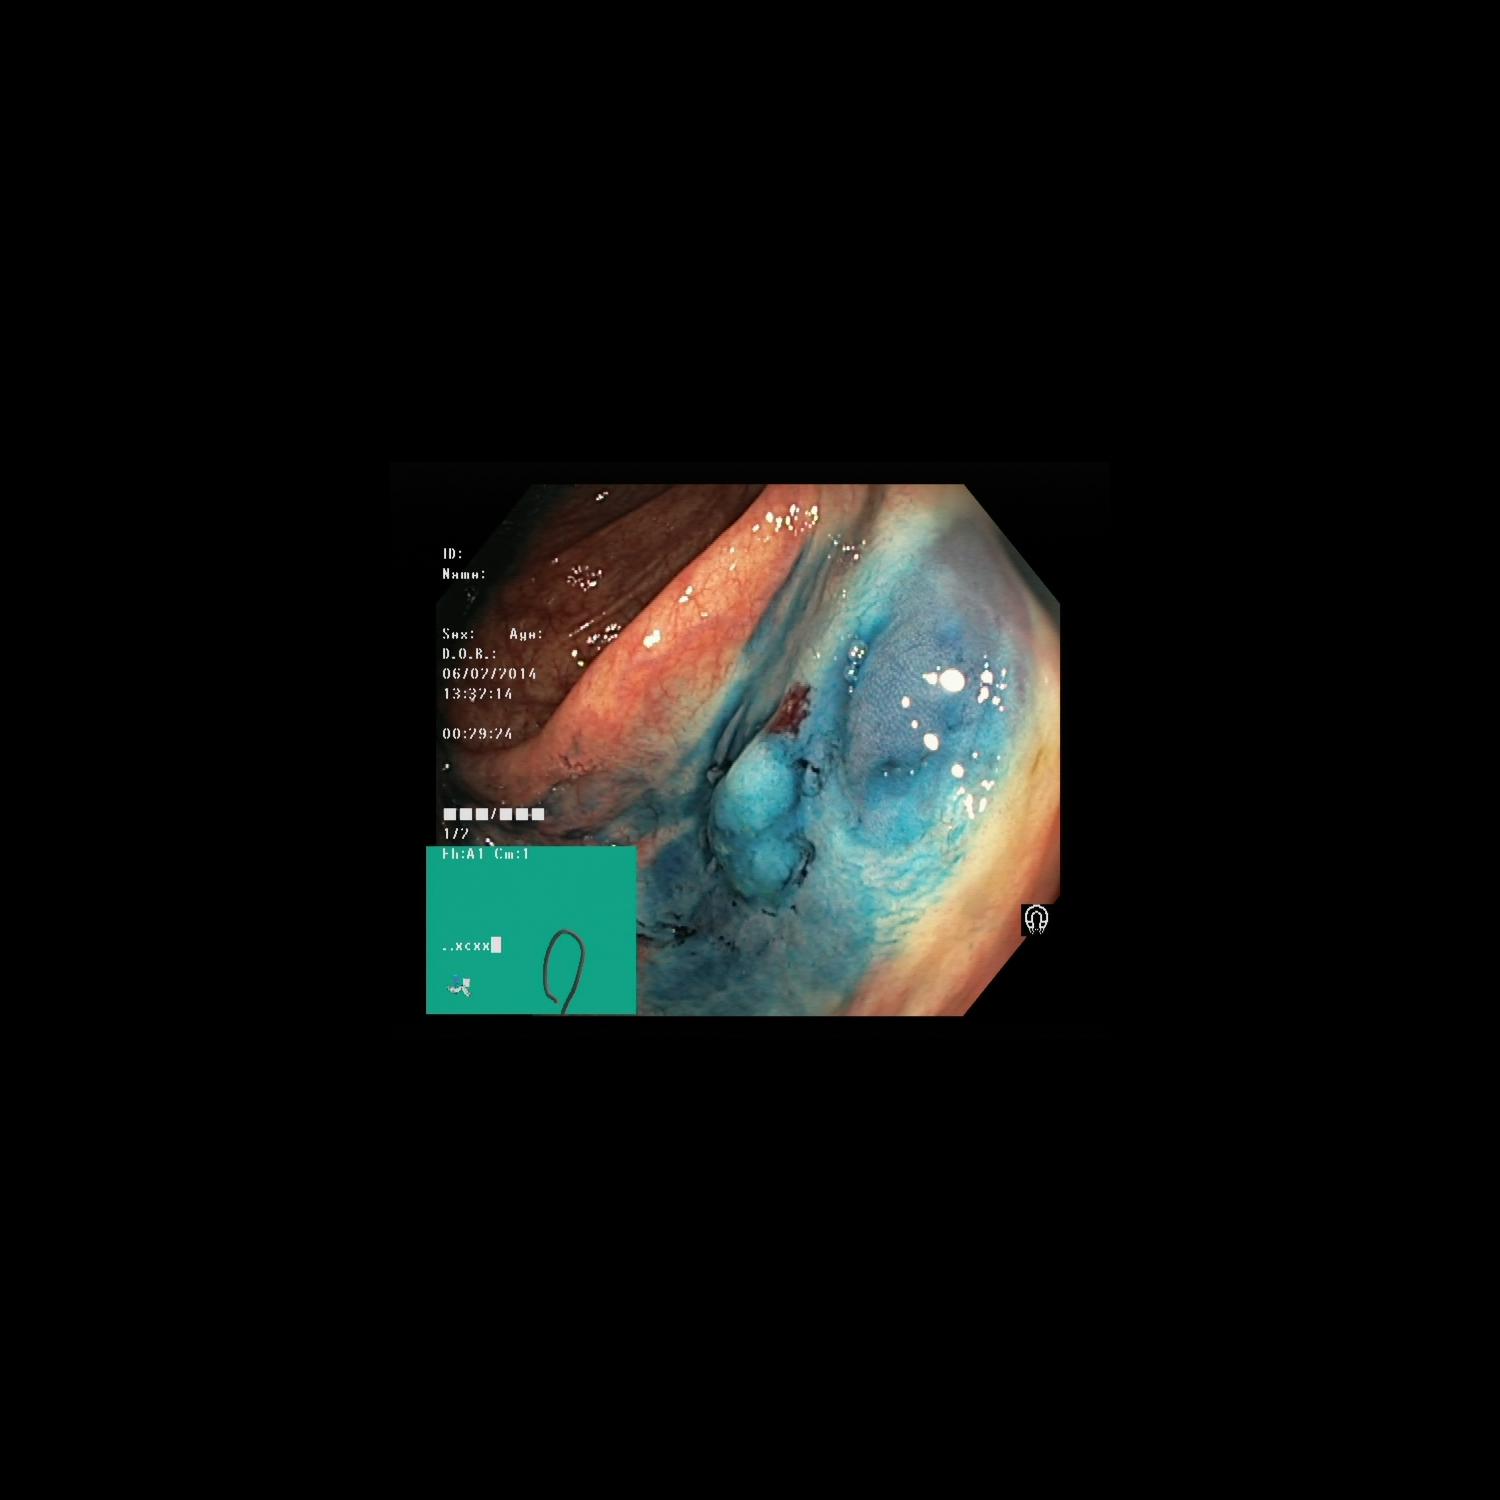 ID:
Name:
Sex: Age:
D.O.B.:
06/02/2014
13:32:14
00:29:24
■■■/■■■
1/2
Eh:A1 Cm:1
..xcxx